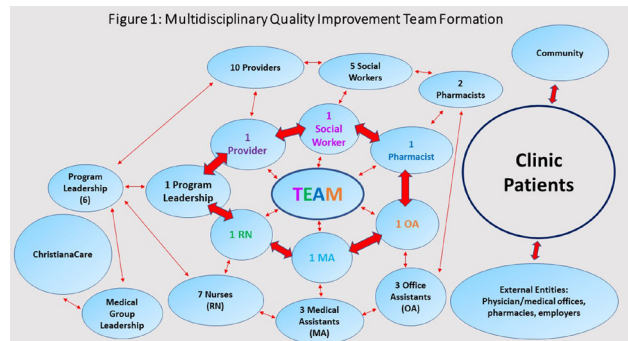 Figure 1: Multidisciplinary Quality Improvement Team Formation
Community
10 Providers
5 Social
Workers
2
Pharmacists
1
Social
Worker
1
Provider
1
Pharmacist
Clinic
Patients
Program
Leadership
(6)
1 Program
Leadership
TEAM
1 RN
1 OA
1 MA
ChristianaCare
Medical
Group
Leadership
7 Nurses
(RN)
3 Medical
Assistants
(MA)
3 Office
Assistants
(OA)
External Entities:
Physician/medical offices,
pharmacies, employers